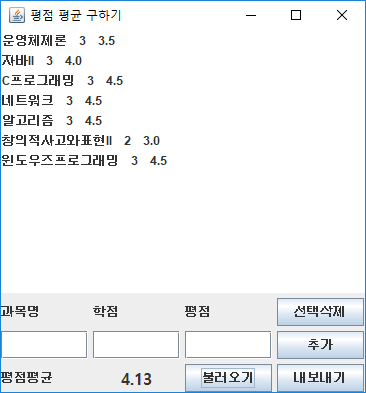 평점 평균 구하기
운영체제론 3 3.5
자바II 3 4.0
C프로그래밍 3 4.5
네트워크 3 4.5
알고리즘 3 4.5
창의적사고와표현II 2 3.0
윈도우즈프로그래밍 3 4.5
과목명 학점 평점 선택삭제
추가
평점평균 4.13 불러오기 내보내기